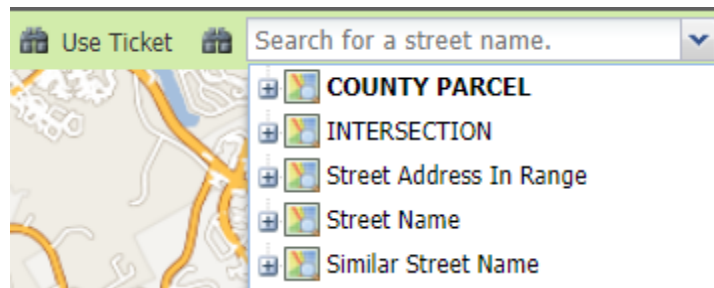 Use Ticket
Search for a street name.
COUNTY PARCEL
INTERSECTION
Street Address In Range
Street Name
Similar Street Name